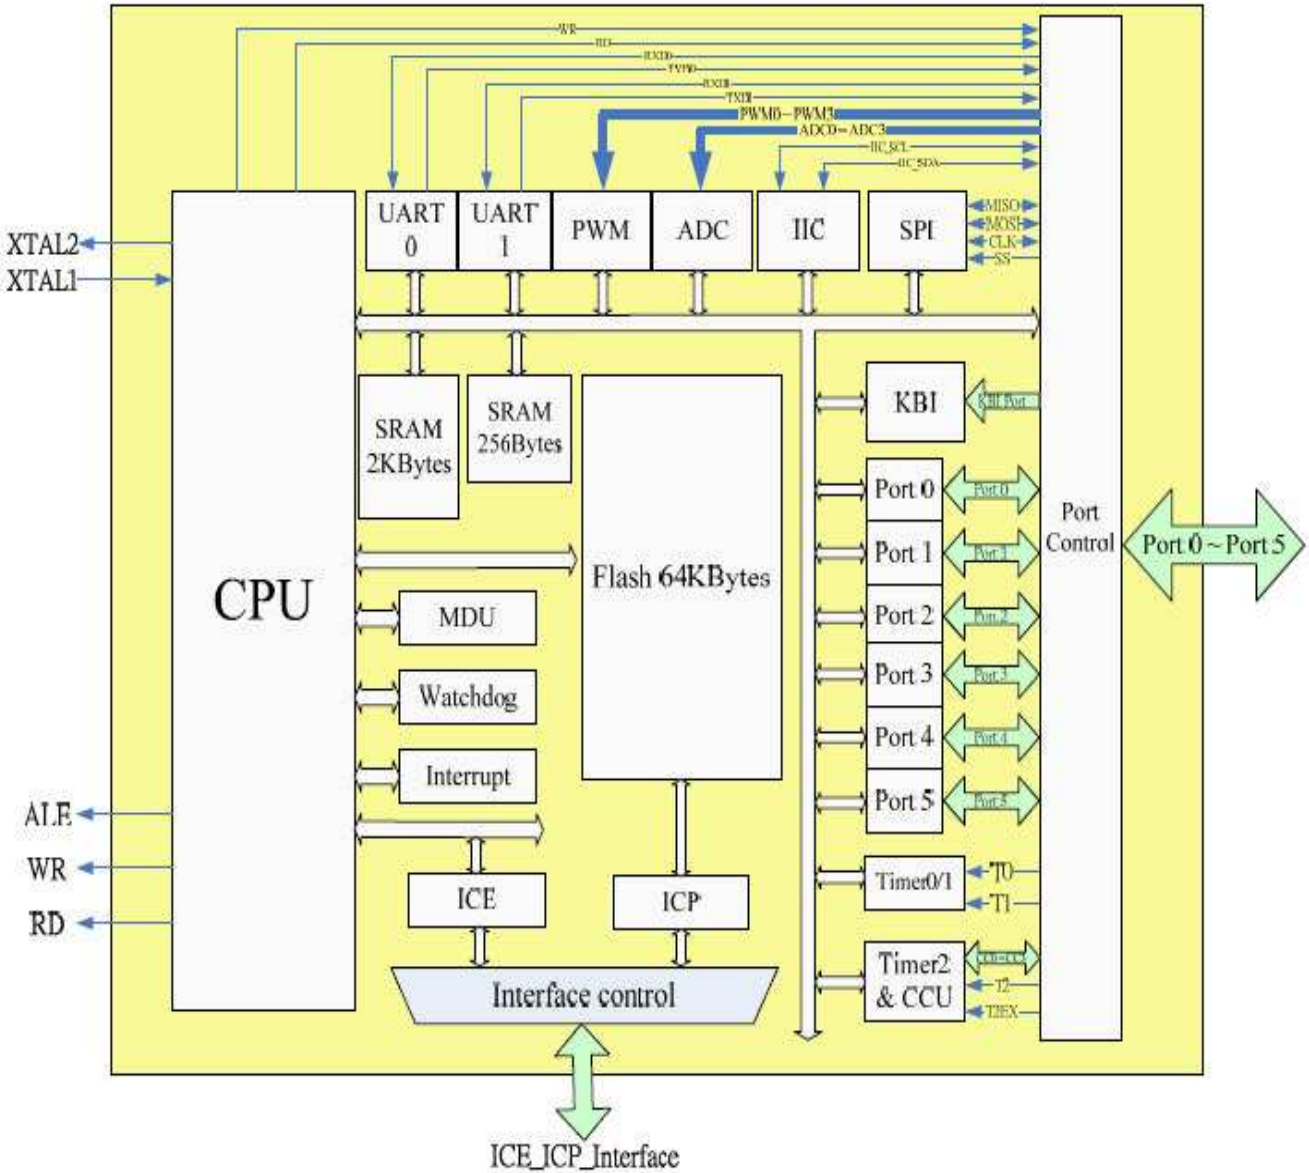 WR
RD
RXD0
TXD0
RXD1
TXD1
PWM0~PWM3
ADC0~ADC3
IIC_SCL
IIC_SDA
UART
0
UART
1
PWM
ADC
IIC
SPI
MISO
MOSI
CLK
SS
XTAL2
XTAL1
SRAM
2KBytes
SRAM
256Bytes
KBI
KBI Port
Port 0
Port 0
Port 1
Port 1
Port 2
Port 2
Port 3
Port 3
Port 4
Port 4
Port 5
Port 5
Port
Control
Port 0 ~ Port 5
CPU
Flash 64KBytes
MDU
Watchdog
Interrupt
ALE
WR
RD
ICE
ICP
Timer0/1
T0
T1
Timer2
& CCU
T2
T2EX
Interface control
ICE_ICP_Interface